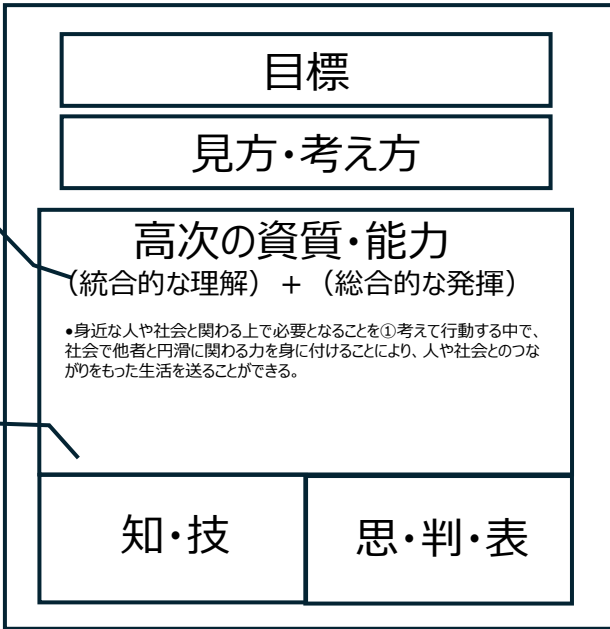 目標
見方・考え方
高次の資質・能力
（統合的な理解）＋（総合的な発揮）
•身近な人や社会と関わる上で必要となることを①考えて行動する中で、
社会で他者と円滑に関わる力を身に付けることにより、人や社会とのつな
がりをもった生活を送ることができる。
知・技
思・判・表